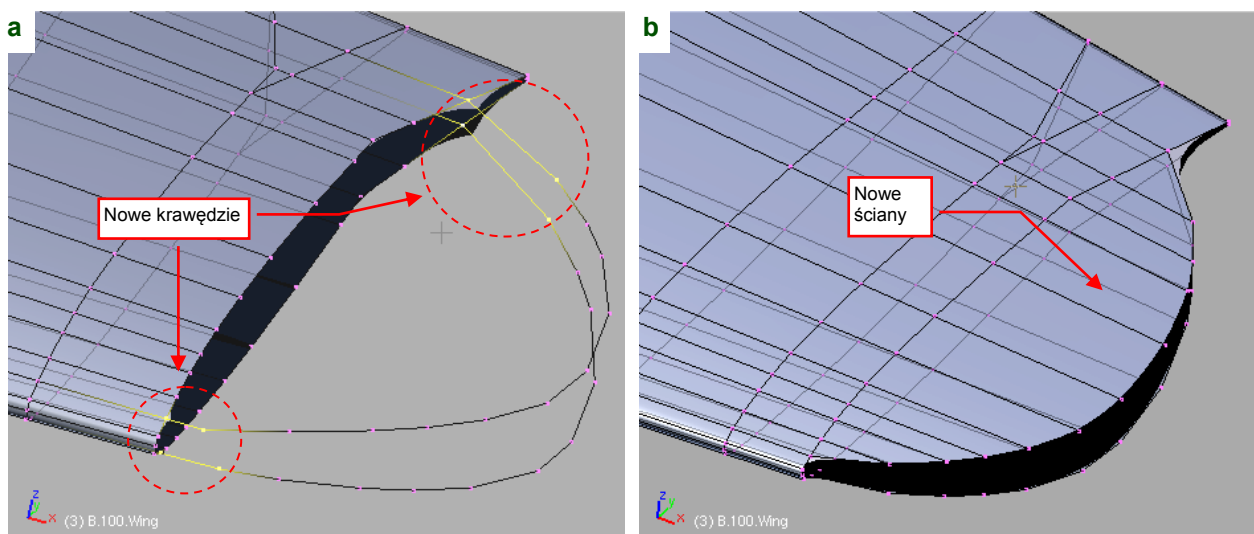 a
Nowe krawędzie
z
y
x
(3) B.100.Wing
b
Nowe
ściany
z
y
x
(3) B.100.Wing